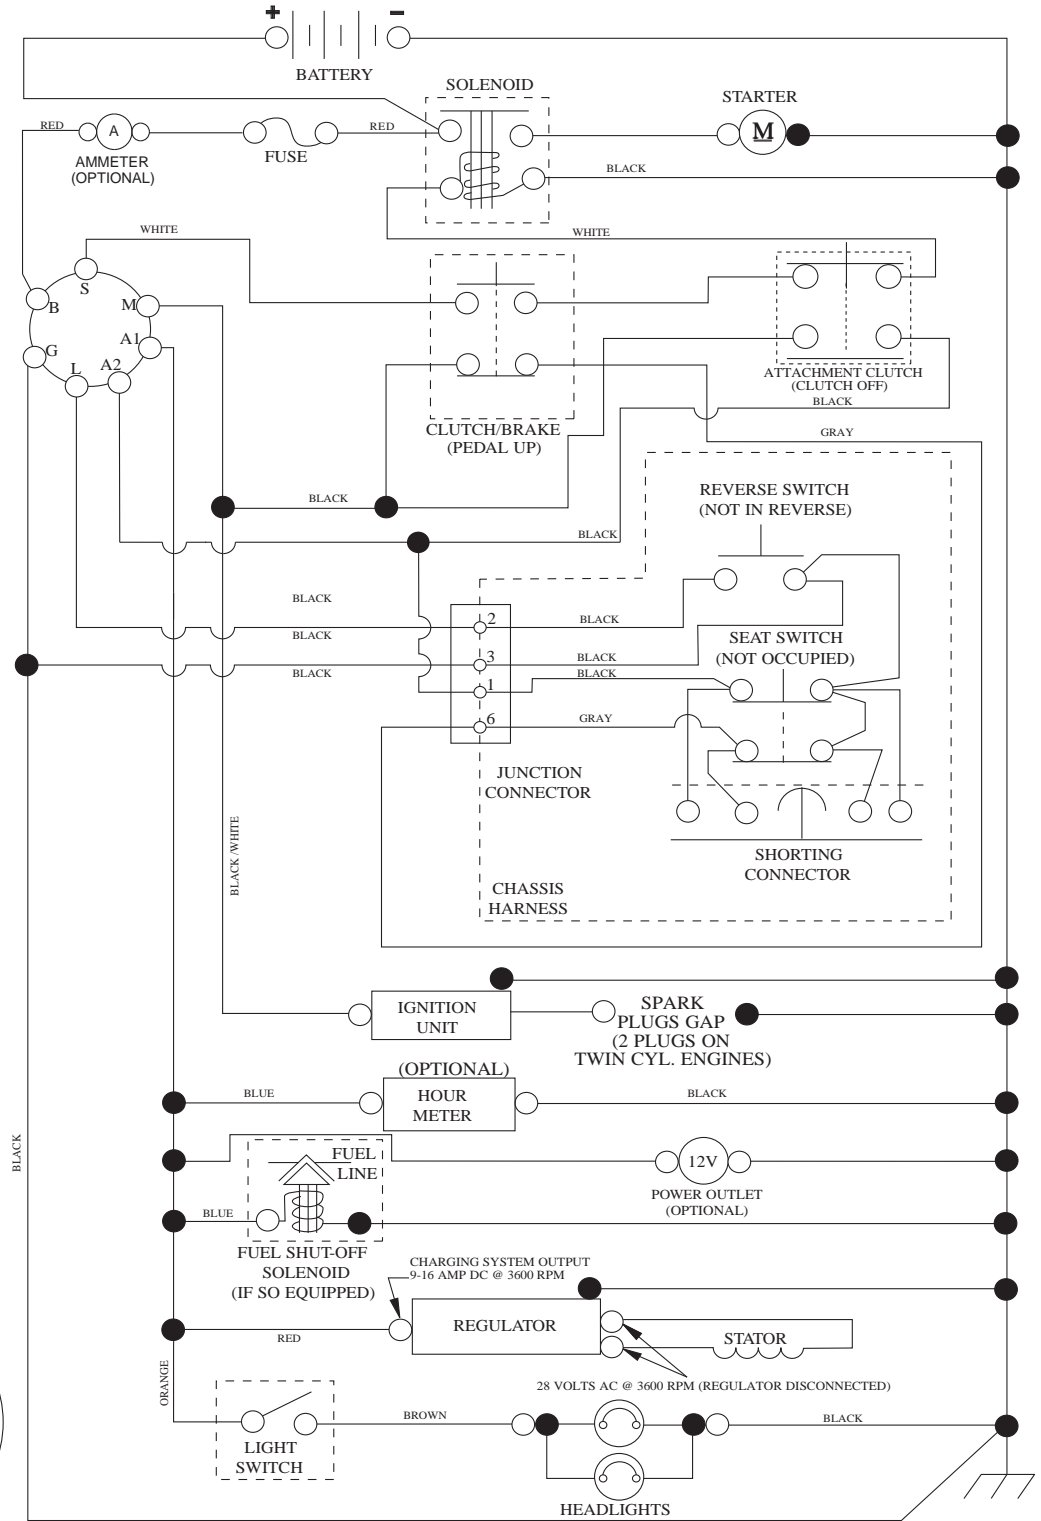 + -
BATTERY
SOLENOID
STARTER
RED
A
RED
M
AMMETER
(OPTIONAL)
FUSE
BLACK
WHITE
WHITE
S
B
M
G
A1
L
A2
ATTACHMENT CLUTCH
(CLUTCH OFF)
BLACK
CLUTCH/BRAKE
(PEDAL UP)
GRAY
REVERSE SWITCH
(NOT IN REVERSE)
BLACK
BLACK
BLACK
2
BLACK
BLACK
SEAT SWITCH
(NOT OCCUPIED)
3
BLACK
BLACK
BLACK
1
6
GRAY
JUNCTION
CONNECTOR
BLACK /WHITE
SHORTING
CONNECTOR
CHASSIS
HARNESS
IGNITION
UNIT
SPARK
PLUGS GAP
(2 PLUGS ON
TWIN CYL. ENGINES)
(OPTIONAL)
BLUE
HOUR
METER
BLACK
BLACK
FUEL
LINE
12V
POWER OUTLET
(OPTIONAL)
BLUE
FUEL SHUT-OFF
SOLENOID
(IF SO EQUIPPED)
CHARGING SYSTEM OUTPUT
9-16 AMP DC @ 3600 RPM
REGULATOR
STATOR
RED
28 VOLTS AC @ 3600 RPM (REGULATOR DISCONNECTED)
ORANGE
BROWN
BLACK
LIGHT
SWITCH
HEADLIGHTS